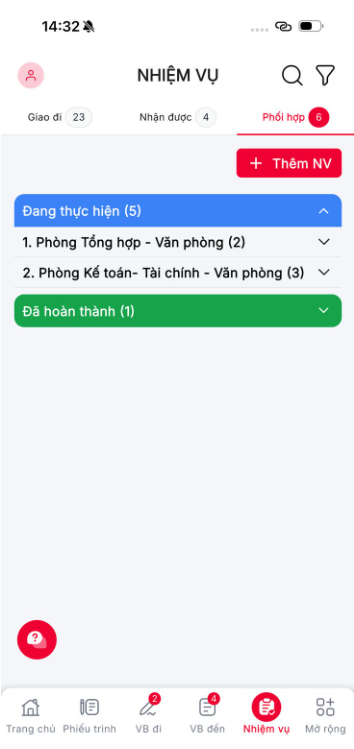 14:32
NHIỆM VỤ
Giao đi 23
Nhận được 4
Phối hợp 6
+ Thêm NV
Đang thực hiện (5)
1. Phòng Tổng hợp - Văn phòng (2)
2. Phòng Kế toán- Tài chính - Văn phòng (3)
Đã hoàn thành (1)
2
4
Trang chủ
Phiếu trình
VB đi
VB đến
Nhiệm vụ
Mở rộng